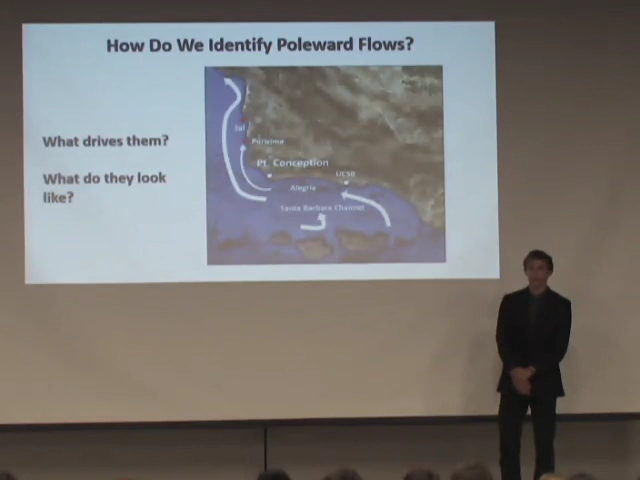 How Do We Identify Poleward Flows?
What drives them?
What do they look
like?
Sal
Purisima
Pt. Conception
UCSB
Alegria
Santa Barbara Channel